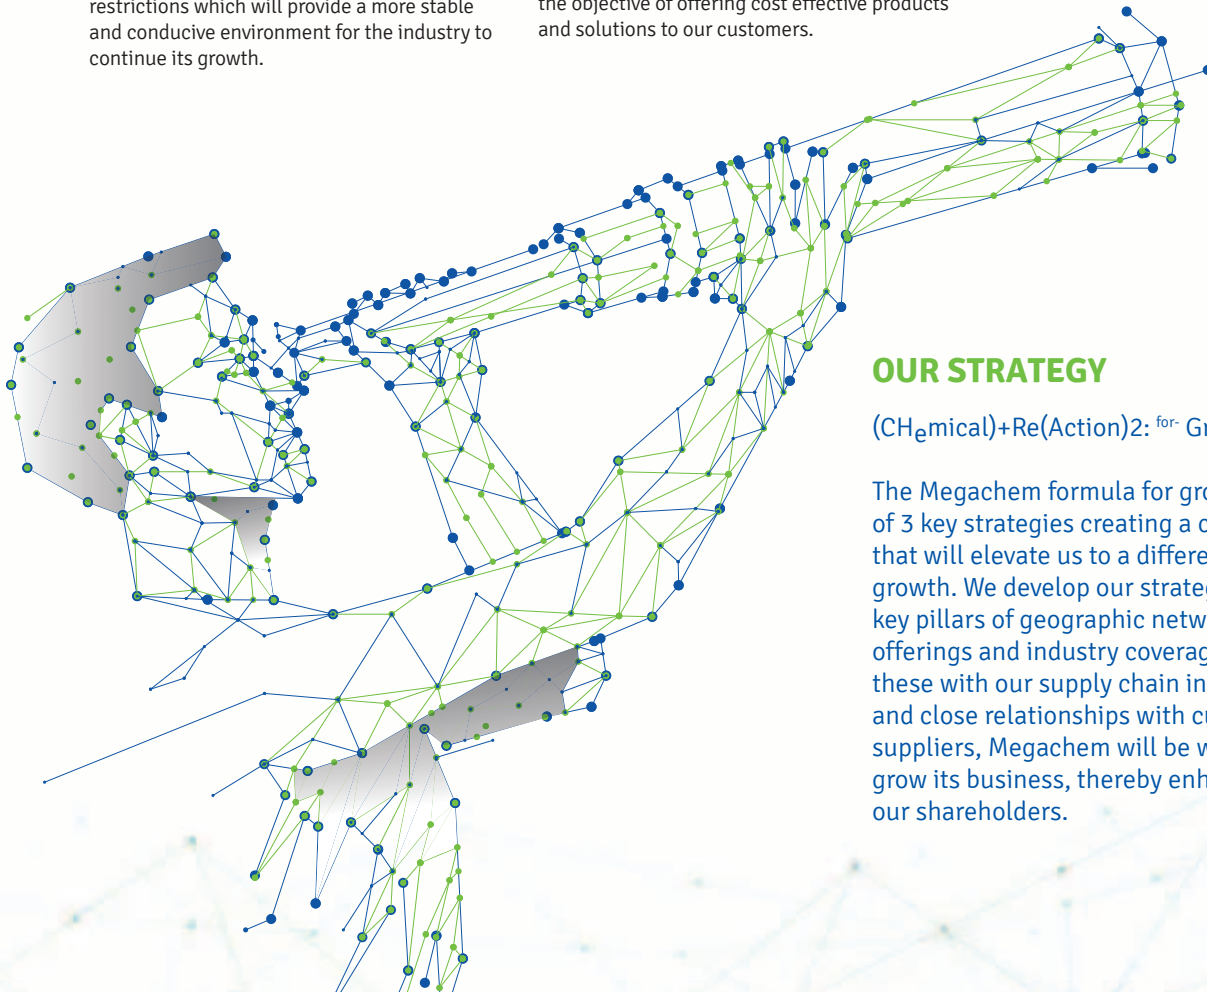 restrictions which will provide a more stable
and conducive environment for the industry to
continue its growth.
the objective of offering cost effective products
and solutions to our customers.
OUR STRATEGY
(CHemical)+Re(Action)2: for- Gr
The Megachem formula for gro
of 3 key strategies creating a c
that will elevate us to a differe
growth. We develop our strateg
key pillars of geographic netw
offerings and industry coverag
these with our supply chain in
and close relationships with cu
suppliers, Megachem will be w
grow its business, thereby enh
our shareholders.